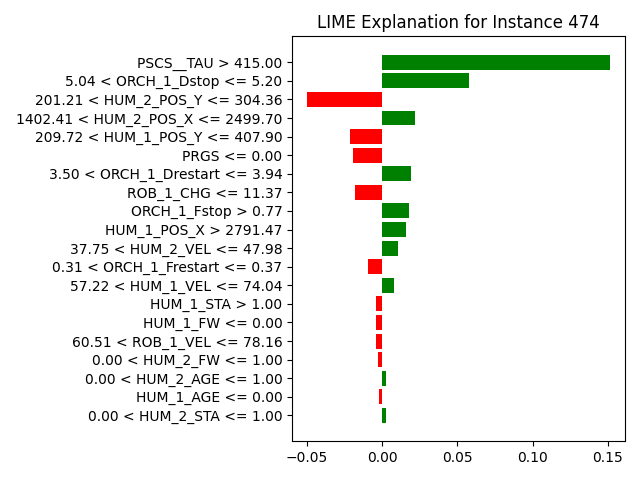 LIME Explanation for Instance 474
PSCS__TAU > 415.00
5.04 < ORCH_1_Dstop <= 5.20
201.21 < HUM_2_POS_Y <= 304.36
1402.41 < HUM_2_POS_X <= 2499.70
209.72 < HUM_1_POS_Y <= 407.90
PRGS <= 0.00
3.50 < ORCH_1_Drestart <= 3.94
ROB_1_CHG <= 11.37
ORCH_1_Fstop > 0.77
HUM_1_POS_X > 2791.47
37.75 < HUM_2_VEL <= 47.98
0.31 < ORCH_1_Frestart <= 0.37
57.22 < HUM_1_VEL <= 74.04
HUM_1_STA > 1.00
HUM_1_FW <= 0.00
60.51 < ROB_1_VEL <= 78.16
0.00 < HUM_2_FW <= 1.00
0.00 < HUM_2_AGE <= 1.00
HUM_1_AGE <= 0.00
0.00 < HUM_2_STA <= 1.00
−0.05 0.00 0.05 0.10 0.15